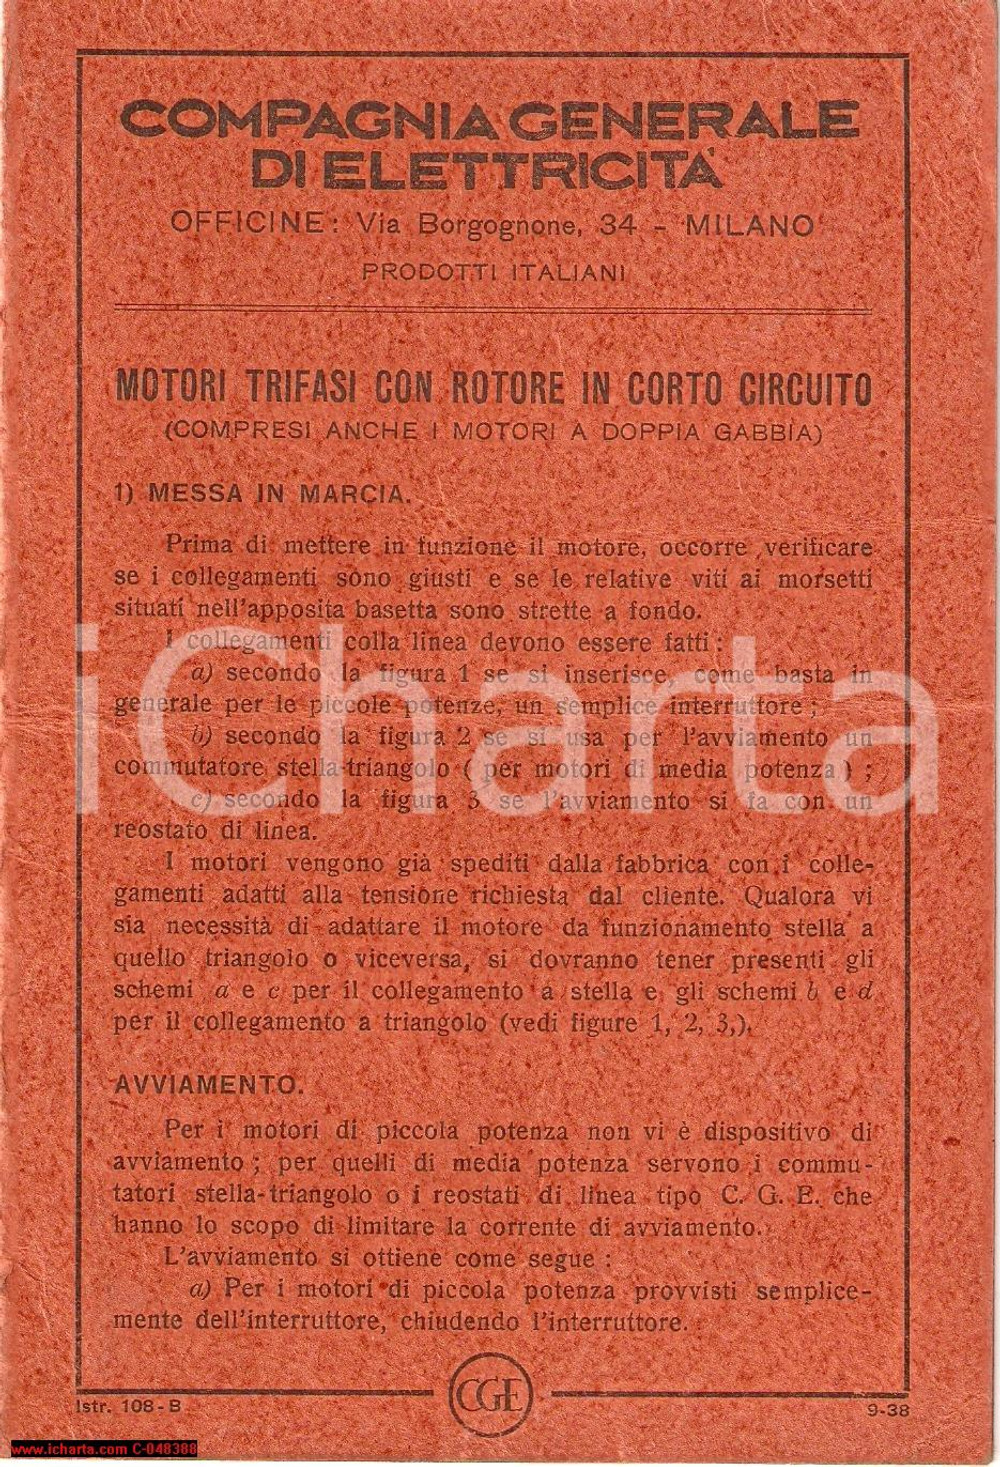 COMPAGNIA GENERALE
DI ELETTRICITA'
OFFICINE: Via Borgognone, 34 - MILANO
PRODOTTI ITALIANI
MOTORI TRIFASI CON ROTORE IN CORTO CIRCUITO
(COMPRESI ANCHE I MOTORI A DOPPIA GABBIA)
1) MESSA IN MARCIA.
Prima di mettere in funzione il motore, occorre verificare
se i collegamenti sono giusti e se le relative viti ai morsetti
situati nell'apposita basetta sono strette a fondo.
I collegamenti colla linea devono essere fatti :
a) secondo la figura 1 se si inserisce, come basta in
generale per le piccole potenze, un semplice interruttore ;
b) secondo la figura 2 se si usa per l'avviamento un
commutatore stella-triangolo ( per motori di media potenza ) ;
c) secondo la figura 3 se l'avviamento si fa con un
reostato di linea.
I motori vengono già spediti dalla fabbrica con i colle-
gamenti adatti alla tensione richiesta dal cliente. Qualora vi
sia necessità di adattare il motore da funzionamento stella a
quello triangolo o viceversa, si dovranno tener presenti gli
schemi a e c per il collegamento a stella e gli schemi b e d
per il collegamento a triangolo (vedi figure 1, 2, 3,).
AVVIAMENTO.
Per i motori di piccola potenza non vi è dispositivo di
avviamento ; per quelli di media potenza servono i commu-
tatori stella-triangolo o i reostati di linea tipo C. G. E. che
hanno lo scopo di limitare la corrente di avviamento.
L'avviamento si ottiene come segue :
a) Per i motori di piccola potenza provvisti semplice-
mente dell'interruttore, chiudendo l'interruttore.
CGE
Istr. 108 - B
9-38
iCharta
www.icharta.com C-048388